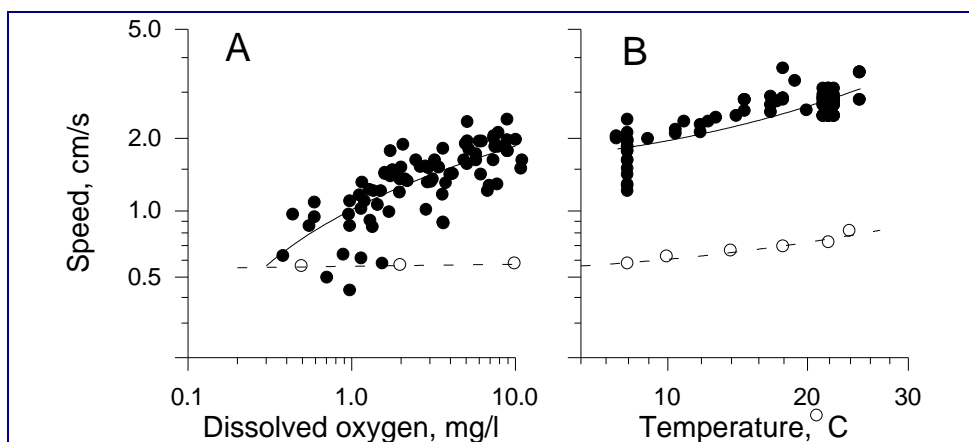 A
B
5.0
2.0
1.0
0.5
Speed, cm/s
0.1 1.0 10.0
10 20 30
Dissolved oxygen, mg/l
Temperature,° C